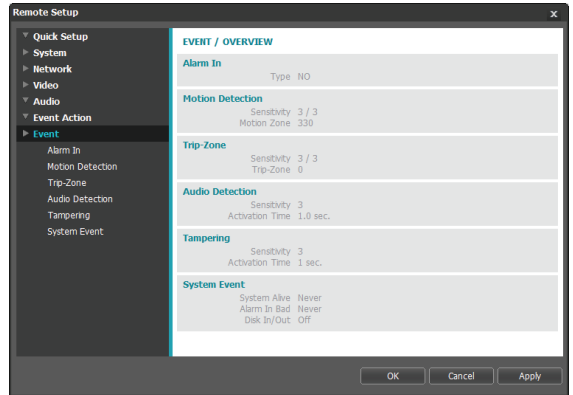 Remote Setup
x
Quick Setup
System
Network
Video
Audio
Event Action
Event
Alarm In
Motion Detection
Trip-Zone
Audio Detection
Tampering
System Event
EVENT / OVERVIEW
Alarm In
Type NO
Motion Detection
Sensitivity 3 / 3
Motion Zone 330
Trip-Zone
Sensitivity 3 / 3
Trip-Zone 0
Audio Detection
Sensitivity 3
Activation Time 1.0 sec.
Tampering
Sensitivity 3
Activation Time 1 sec.
System Event
System Alive Never
Alarm In Bad Never
Disk In/Out Off
OK Cancel Apply